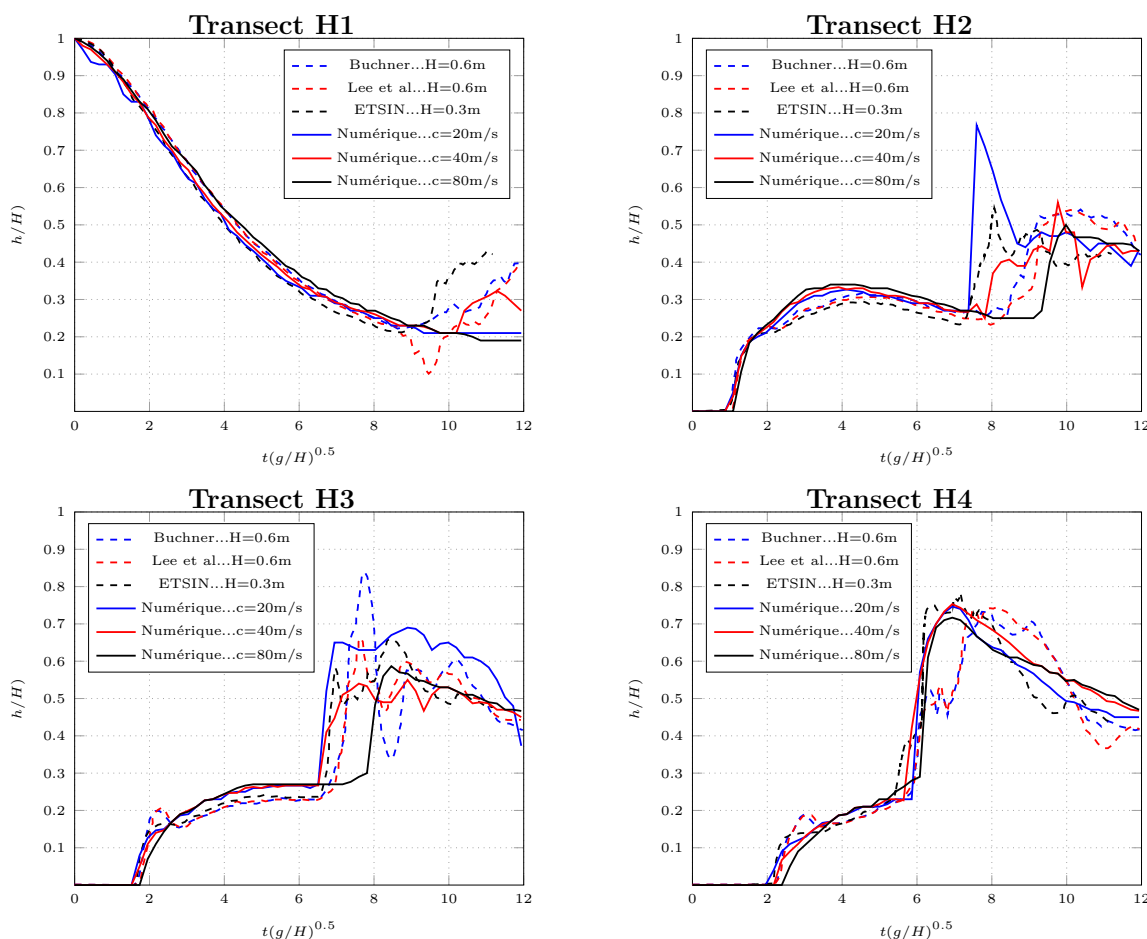 Transect H1
1
0.9
0.8
0.7
0.6
0.5
0.4
0.3
0.2
0.1
h/H)
0 2 4 6 8 10 12
t(g/H)^0.5
Buchner...H=0.6m
Lee et al...H=0.6m
ETSIN...H=0.3m
Numérique...c=20m/s
Numérique...c=40m/s
Numérique...c=80m/s
Transect H2
1
0.9
0.8
0.7
0.6
0.5
0.4
0.3
0.2
0.1
h/H)
0 2 4 6 8 10 12
t(g/H)^0.5
Buchner...H=0.6m
Lee et al...H=0.6m
ETSIN...H=0.3m
Numérique...c=20m/s
Numérique...c=40m/s
Numérique...c=80m/s
Transect H3
1
0.9
0.8
0.7
0.6
0.5
0.4
0.3
0.2
0.1
h/H)
0 2 4 6 8 10 12
t(g/H)^0.5
Buchner...H=0.6m
Lee et al...H=0.6m
ETSIN...H=0.3m
Numérique...c=20m/s
Numérique...c=40m/s
Numérique...c=80m/s
Transect H4
1
0.9
0.8
0.7
0.6
0.5
0.4
0.3
0.2
0.1
h/H)
0 2 4 6 8 10 12
t(g/H)^0.5
Buchner...H=0.6m
Lee et al...H=0.6m
ETSIN...H=0.3m
Numérique...20m/s
Numérique...40m/s
Numérique...80m/s